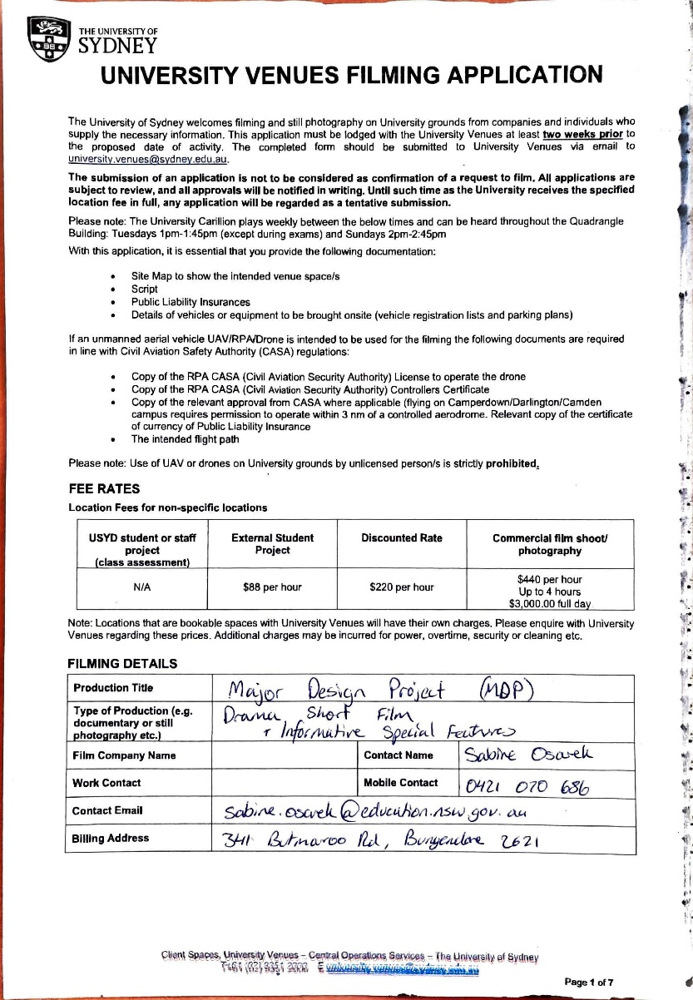 THE UNIVERSITY OF
SYDNEY
UNIVERSITY VENUES FILMING APPLICATION
The University of Sydney welcomes filming and still photography on University grounds from companies and individuals who
supply the necessary information. This application must be lodged with the University Venues at least two weeks prior to
the proposed date of activity. The completed form should be submitted to University Venues via email to
university.venues@sydney.edu.au.
The submission of an application is not to be considered as confirmation of a request to film. All applications are
subject to review, and all approvals will be notified in writing. Until such time as the University receives the specified
location fee in full, any application will be regarded as a tentative submission.
Please note: The University Carillion plays weekly between the below times and can be heard throughout the Quadrangle
Building: Tuesdays 1pm-1:45pm (except during exams) and Sundays 2pm-2:45pm
With this application, it is essential that you provide the following documentation:
• Site Map to show the intended venue space/s
• Script
• Public Liability Insurances
• Details of vehicles or equipment to be brought onsite (vehicle registration lists and parking plans)
If an unmanned aerial vehicle UAV/RPA/Drone is intended to be used for the filming the following documents are required
in line with Civil Aviation Safety Authority (CASA) regulations:
• Copy of the RPA CASA (Civil Aviation Security Authority) License to operate the drone
• Copy of the RPA CASA (Civil Aviation Security Authority) Controllers Certificate
• Copy of the relevant approval from CASA where applicable (flying on Camperdown/Darlington/Camden
campus requires permission to operate within 3 nm of a controlled aerodrome. Relevant copy of the certificate
of currency of Public Liability Insurance
• The intended flight path
Please note: Use of UAV or drones on University grounds by unlicensed person/s is strictly prohibited.
FEE RATES
Location Fees for non-specific locations
USYD student or staff project (class assessment) External Student Project Discounted Rate Commercial film shoot/ photography
N/A $88 per hour $220 per hour $440 per hour
Up to 4 hours
$3,000.00 full day
Note: Locations that are bookable spaces with University Venues will have their own charges. Please enquire with University
Venues regarding these prices. Additional charges may be incurred for power, overtime, security or cleaning etc.
FILMING DETAILS
Production Title Major Design Project (MDP)
Type of Production (e.g. documentary or still photography etc.) Drama Short Film
+ Informative Special Features
Film Company Name Contact Name Sabine Osavek
Work Contact Mobile Contact 0421 070 686
Contact Email Sabine.osavek@education.nsw.gov.au
Billing Address 341 Butmaroo Rd, Bungendore 2621
Client Spaces, University Venues – Central Operations Services – The University of Sydney
E university.venues@sydney.edu.au
Page 1 of 7